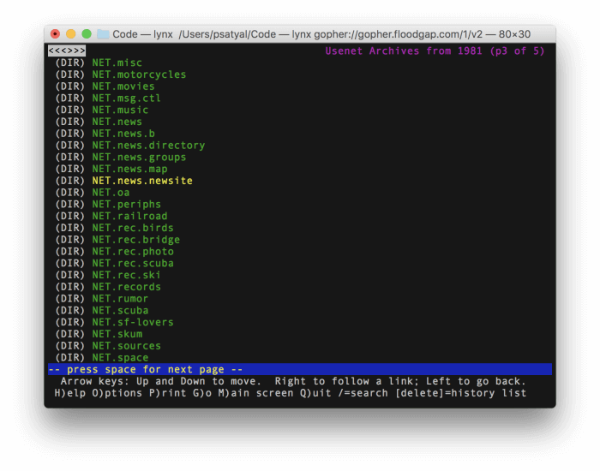 Code — lynx /Users/psatyal/Code — lynx gopher://gopher.floodgap.com/1/v2 — 80×30
<<<>>> Usenet Archives from 1981 (p3 of 5)
(DIR) NET.misc
(DIR) NET.motorcycles
(DIR) NET.movies
(DIR) NET.msg.ctl
(DIR) NET.music
(DIR) NET.news
(DIR) NET.news.b
(DIR) NET.news.directory
(DIR) NET.news.groups
(DIR) NET.news.map
(DIR) NET.news.newsite
(DIR) NET.oa
(DIR) NET.periphs
(DIR) NET.railroad
(DIR) NET.rec.birds
(DIR) NET.rec.bridge
(DIR) NET.rec.photo
(DIR) NET.rec.scuba
(DIR) NET.rec.ski
(DIR) NET.records
(DIR) NET.rumor
(DIR) NET.scuba
(DIR) NET.sf-lovers
(DIR) NET.skum
(DIR) NET.sources
(DIR) NET.space
-- press space for next page --
Arrow keys: Up and Down to move. Right to follow a link; Left to go back.
H)elp O)ptions P)rint G)o M)ain screen Q)uit /=search [delete]=history list